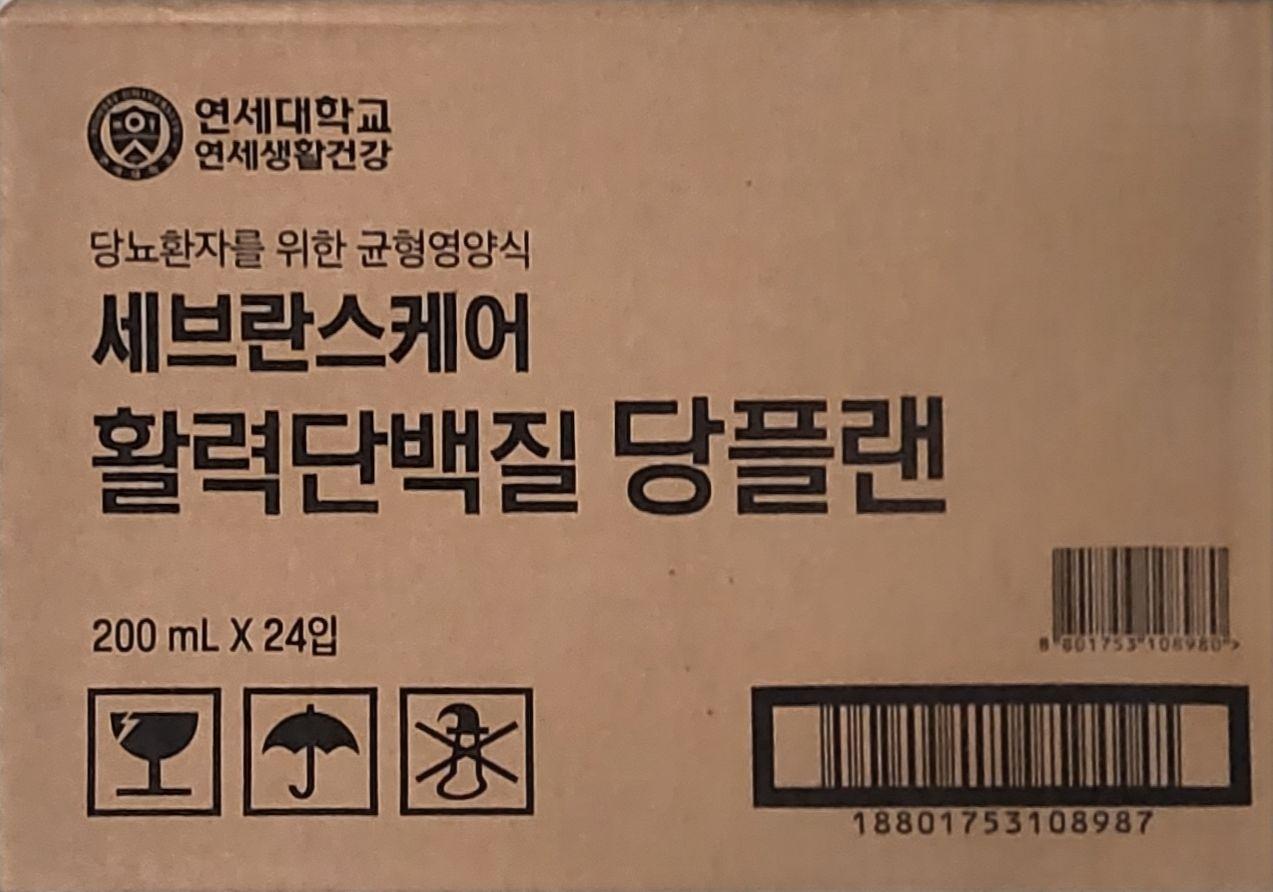 연세대학교
연세생활건강
당뇨환자를 위한 균형영양식
세브란스케어
활력단백질 당플랜
200 mL X 24입
8 801753 108980 >
18801753108987